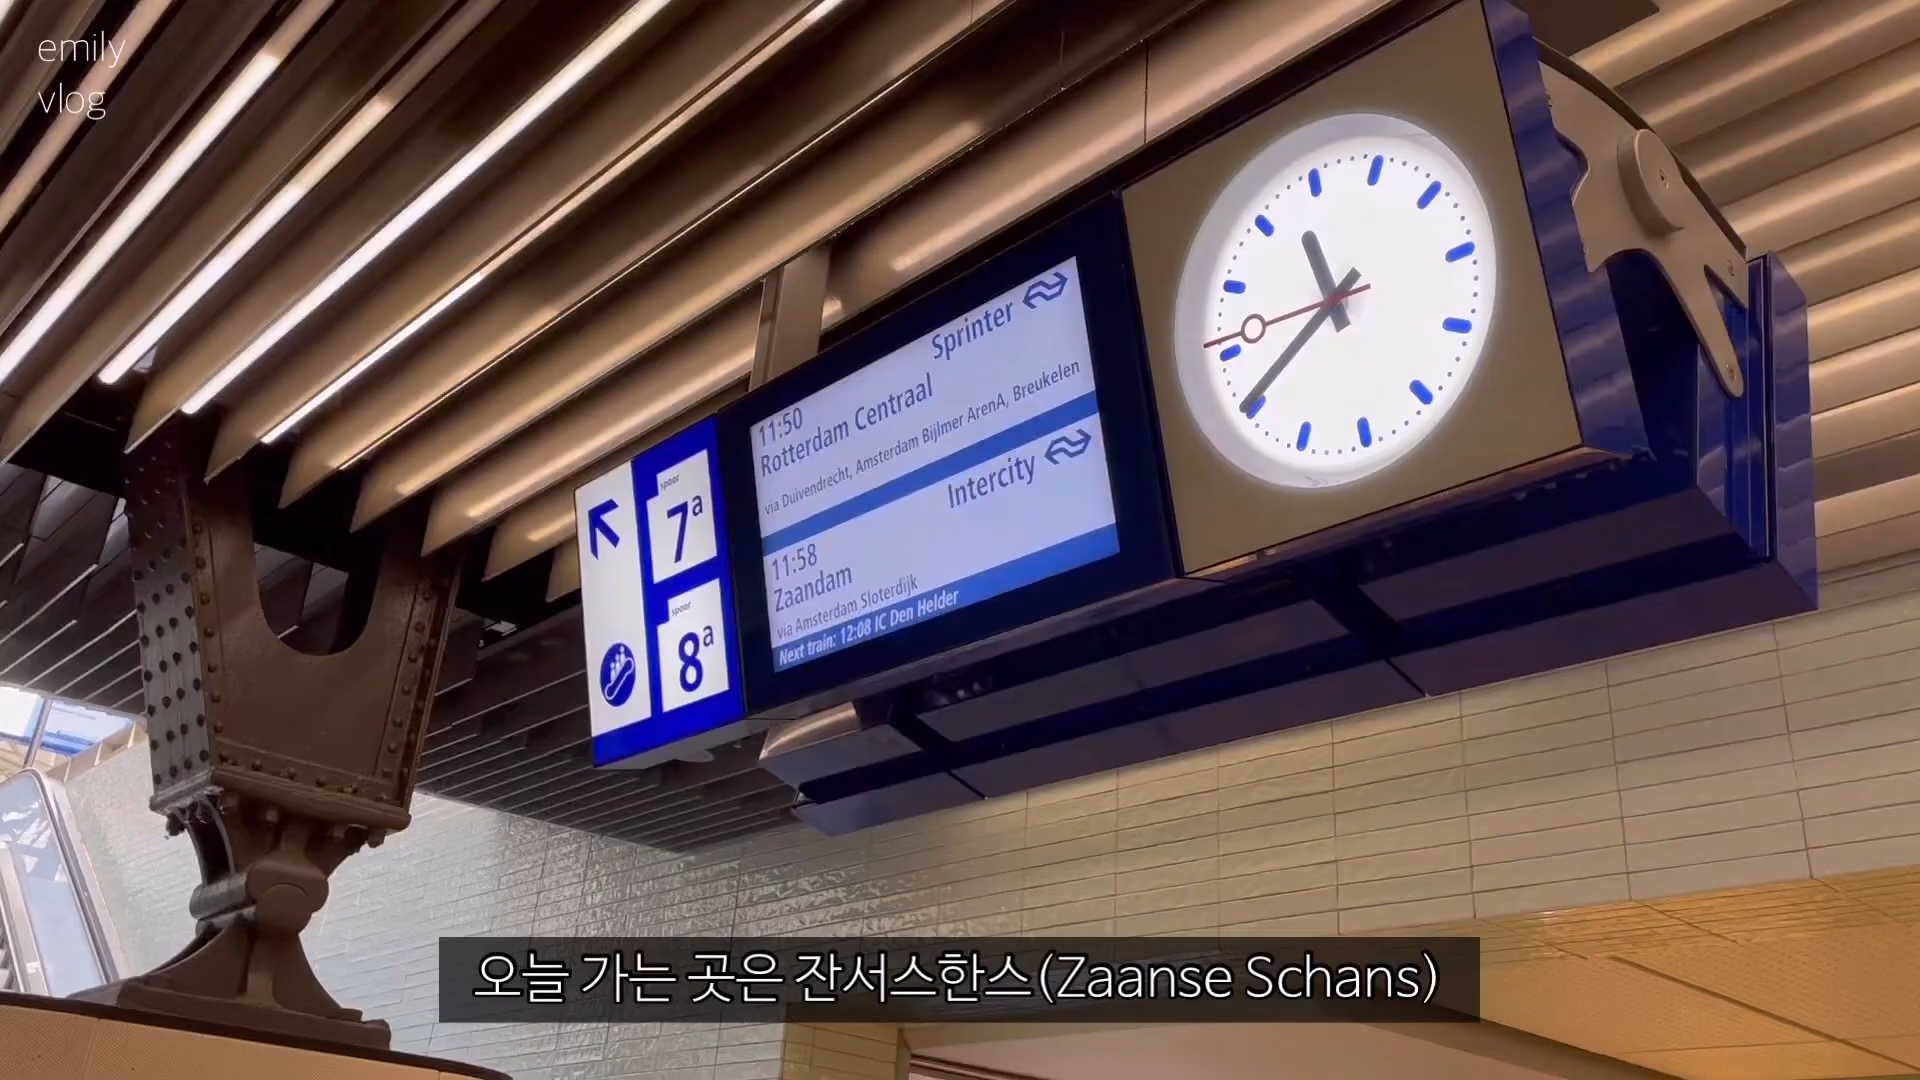 emily
vlog
spoor
7a
spoor
8a
Sprinter
11:50
Rotterdam Centraal
via Duivendrecht, Amsterdam Bijlmer ArenA, Breukelen
Intercity
11:58
Zaandam
via Amsterdam Sloterdijk
Next train: 12:08 IC Den Helder
오늘 가는 곳은 잔서스한스(Zaanse Schans)